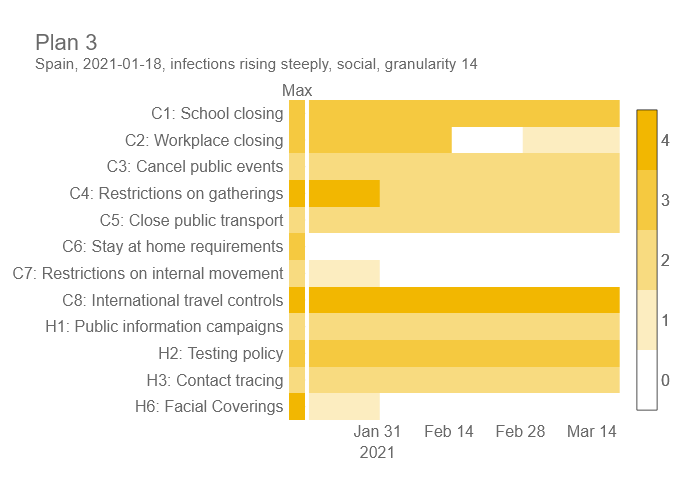 Plan 3
Spain, 2021-01-18, infections rising steeply, social, granularity 14
Max
C1: School closing
C2: Workplace closing
C3: Cancel public events
C4: Restrictions on gatherings
C5: Close public transport
C6: Stay at home requirements
C7: Restrictions on internal movement
C8: International travel controls
H1: Public information campaigns
H2: Testing policy
H3: Contact tracing
H6: Facial Coverings
Jan 31 Feb 14 Feb 28 Mar 14
2021
4
3
2
1
0